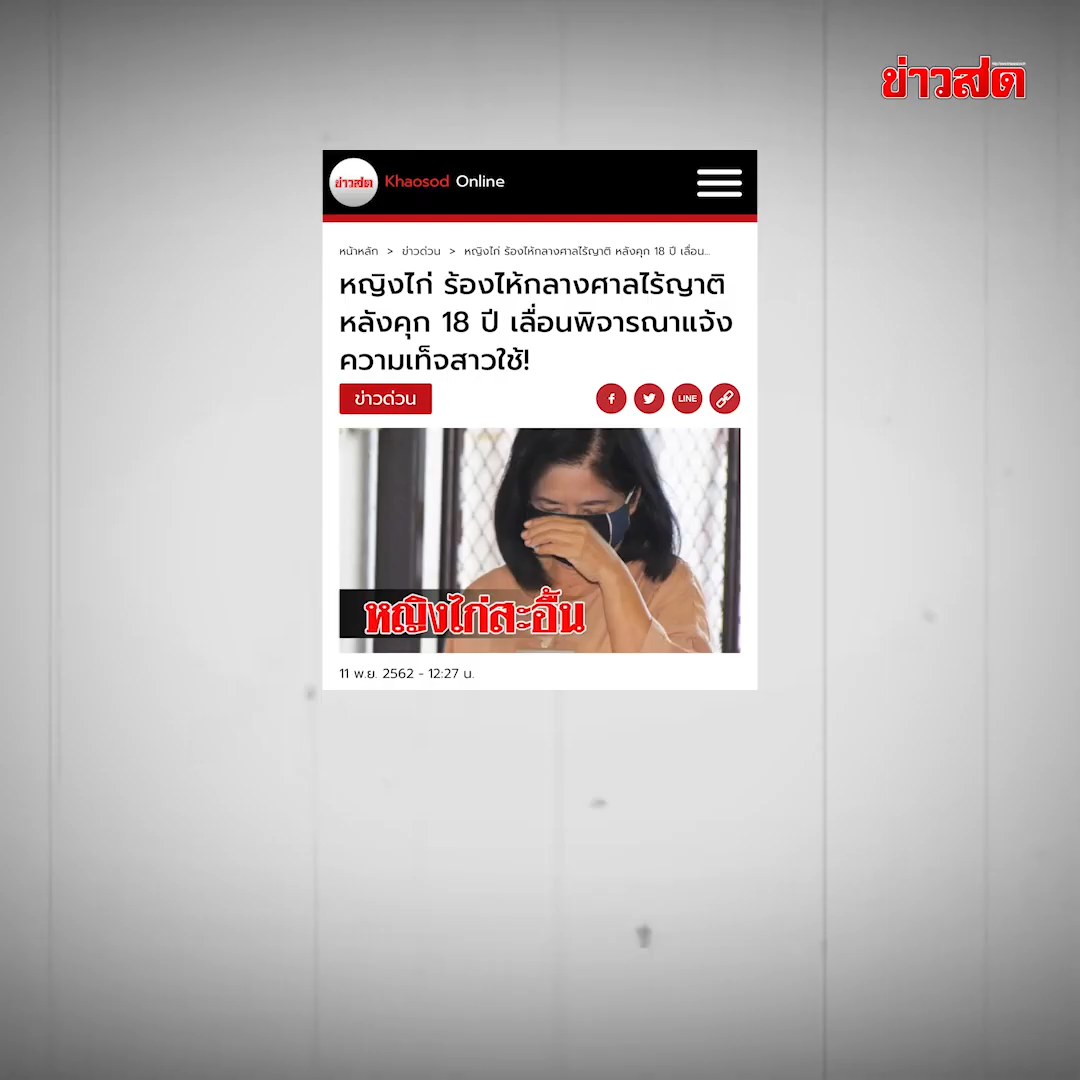 ข่าวสด
ข่าวสด Khaosod Online
หน้าหลัก > ข่าวด่วน > หญิงไก่ ร้องไห้กลางศาลไร้ญาติ หลังคุก 18 ปี เลื่อน...
หญิงไก่ ร้องไห้กลางศาลไร้ญาติ
หลังคุก 18 ปี เลื่อนพิจารณาแจ้ง
ความเท็จสาวใช้!
ข่าวด่วน
LINE
หญิงไก่สะอื้น
11 พ.ย. 2562 - 12:27 น.